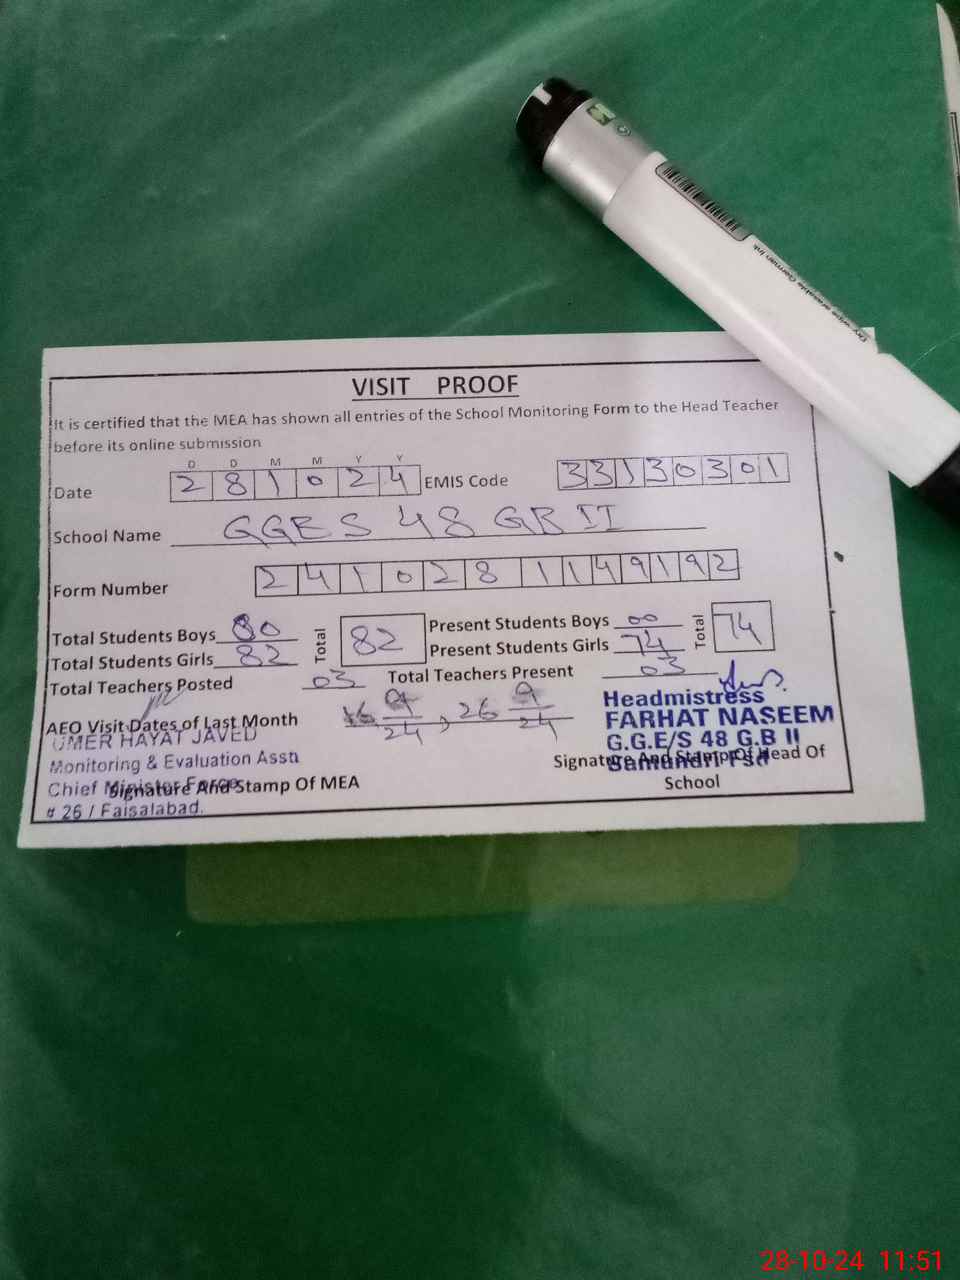 Dry wipe erasable German Ink
VISIT PROOF
It is certified that the MEA has shown all entries of the School Monitoring Form to the Head Teacher
before its online submission
D D M M Y Y
Date 2 8 1 0 2 4 EMIS Code 3 3 1 3 0 3 0 1
School Name GGES 48 GB II
Form Number 2 4 1 0 2 8 1 1 4 9 1 9 2
Total Students Boys Total 82 Present Students Boys 00 Total 74
Total Students Girls 82 Present Students Girls 74
Total Teachers Posted 03 Total Teachers Present 03
AEO Visit Dates of Last Month 16 9/24, 26 9/24
UMER HAYAT JAVED
Monitoring & Evaluation Asstt
Chief Minister Force
# 26 / Faisalabad.
Signature And Stamp Of MEA
Headmistress
FARHAT NASEEM
G.G.E/S 48 G.B II
Samundri Fsd
Signature And Stamp Of Head Of
School
28-10-24 11:51